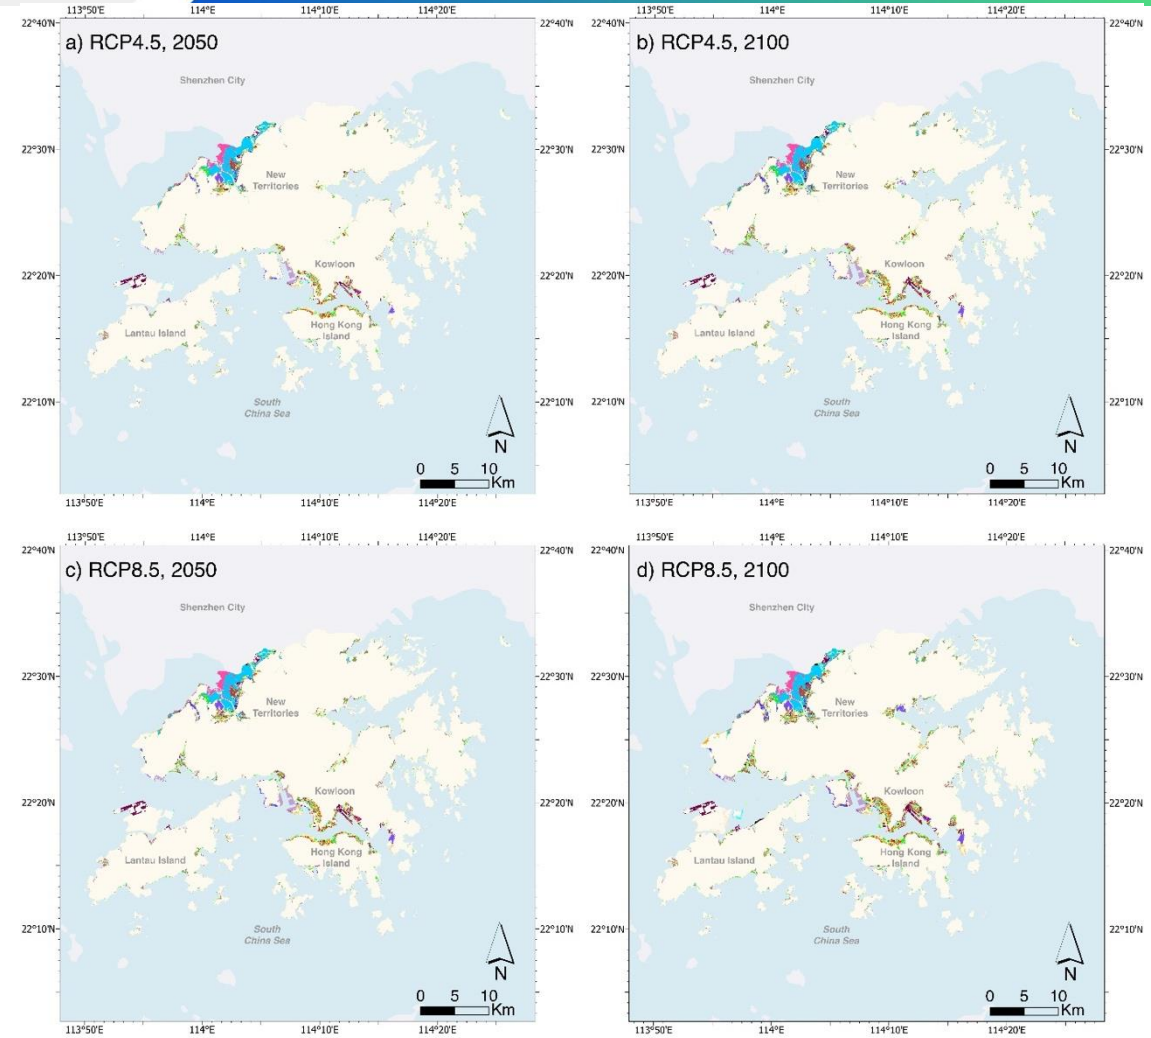 113°50'E 114°E 114°10'E 114°20'E
113°50'E 114°E 114°10'E 114°20'E
22°40'N 22°40'N 22°40'N
a) RCP4.5, 2050
b) RCP4.5, 2100
Shenzhen City
Shenzhen City
22°30'N 22°30'N 22°30'N 22°30'N
New
Territories
New
Territories
Kowloon
Kowloon
22°20'N 22°20'N 22°20'N 22°20'N
Lantau Island
Hong Kong
Island
Lantau Island
Hong Kong
Island
22°10'N 22°10'N 22°10'N 22°10'N
South
China Sea
South
China Sea
N
N
0 5 10
Km
0 5 10
Km
113°50'E 114°E 114°10'E 114°20'E
113°50'E 114°E 114°10'E 114°20'E
113°50'E 114°E 114°10'E 114°20'E
113°50'E 114°E 114°10'E 114°20'E
22°40'N 22°40'N 22°40'N 22°40'N
c) RCP8.5, 2050
d) RCP8.5, 2100
Shenzhen City
Shenzhen City
22°30'N 22°30'N 22°30'N 22°30'N
New
Territories
New
Territories
Kowloon
Kowloon
22°20'N 22°20'N 22°20'N 22°20'N
Lantau Island
Hong Kong
Island
Lantau Island
Hong Kong
Island
22°10'N 22°10'N 22°10'N 22°10'N
South
China Sea
South
China Sea
N
N
0 5 10
Km
0 5 10
Km
113°50'E 114°E 114°10'E 114°20'E
113°50'E 114°E 114°10'E 114°20'E